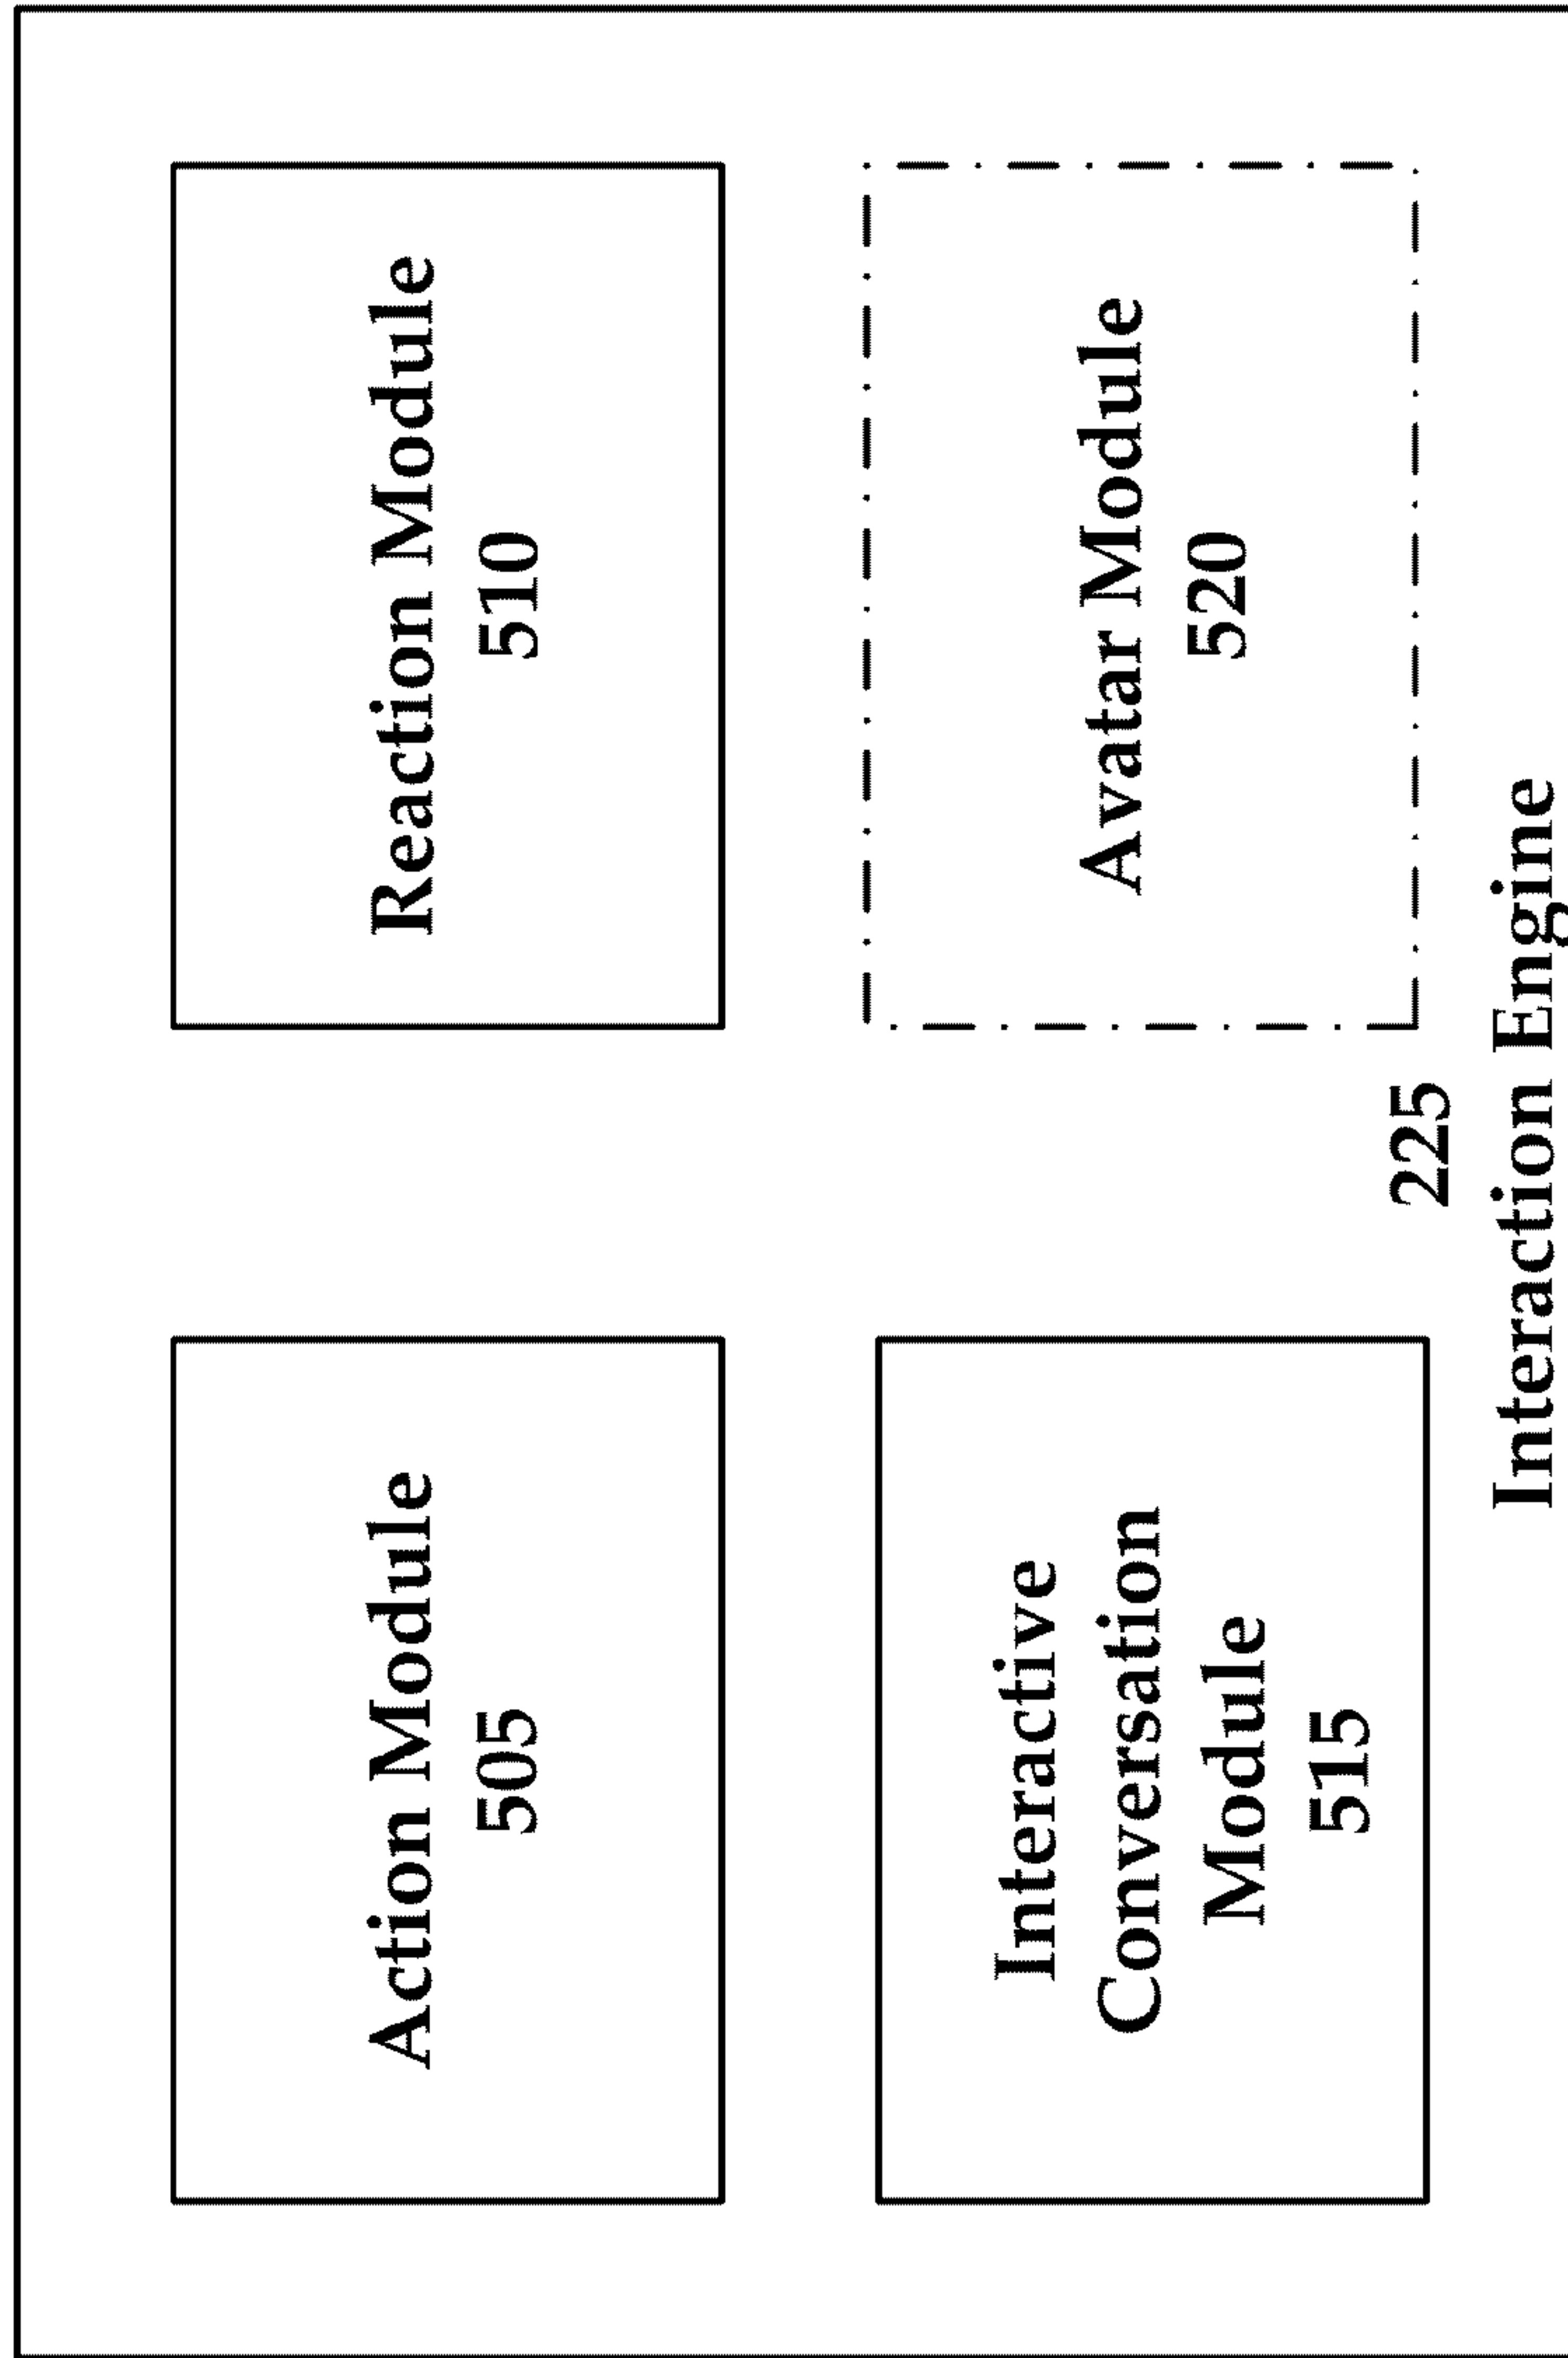 Action Module
505
Reaction Module
510
Interactive
Conversation
Module
515
Avatar Module
520
225
Interaction Engine